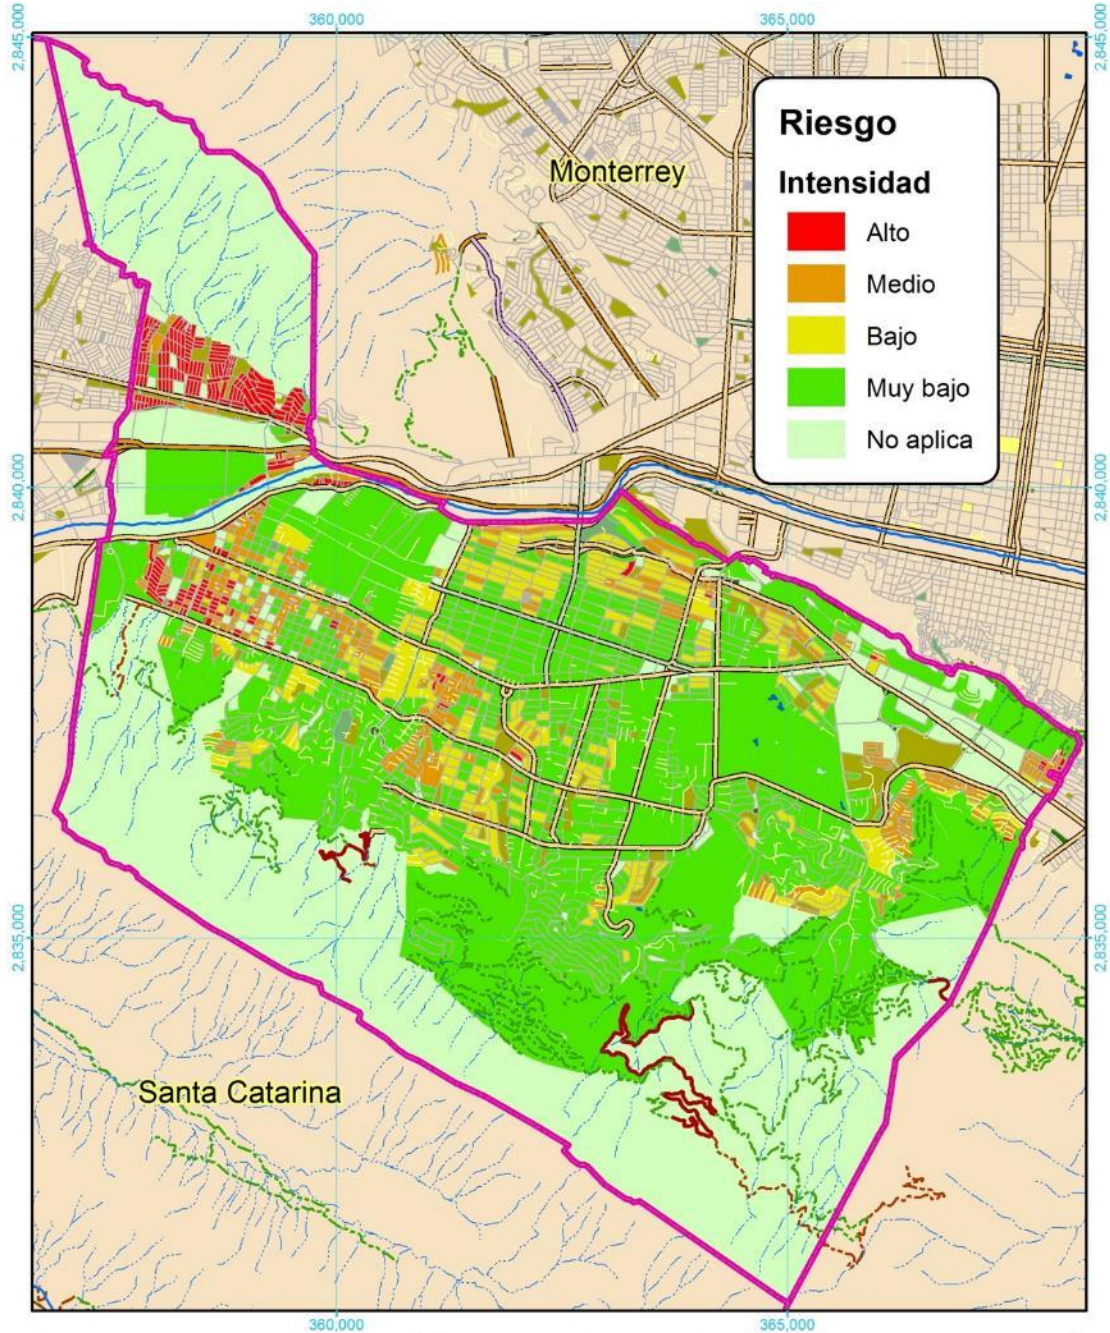 360,000
365,000
2,845,000
2,845,000
Riesgo
Intensidad
Alto
Medio
Bajo
Muy bajo
No aplica
Monterrey
2,840,000
2,840,000
2,835,000
2,835,000
Santa Catarina
360,000
365,000